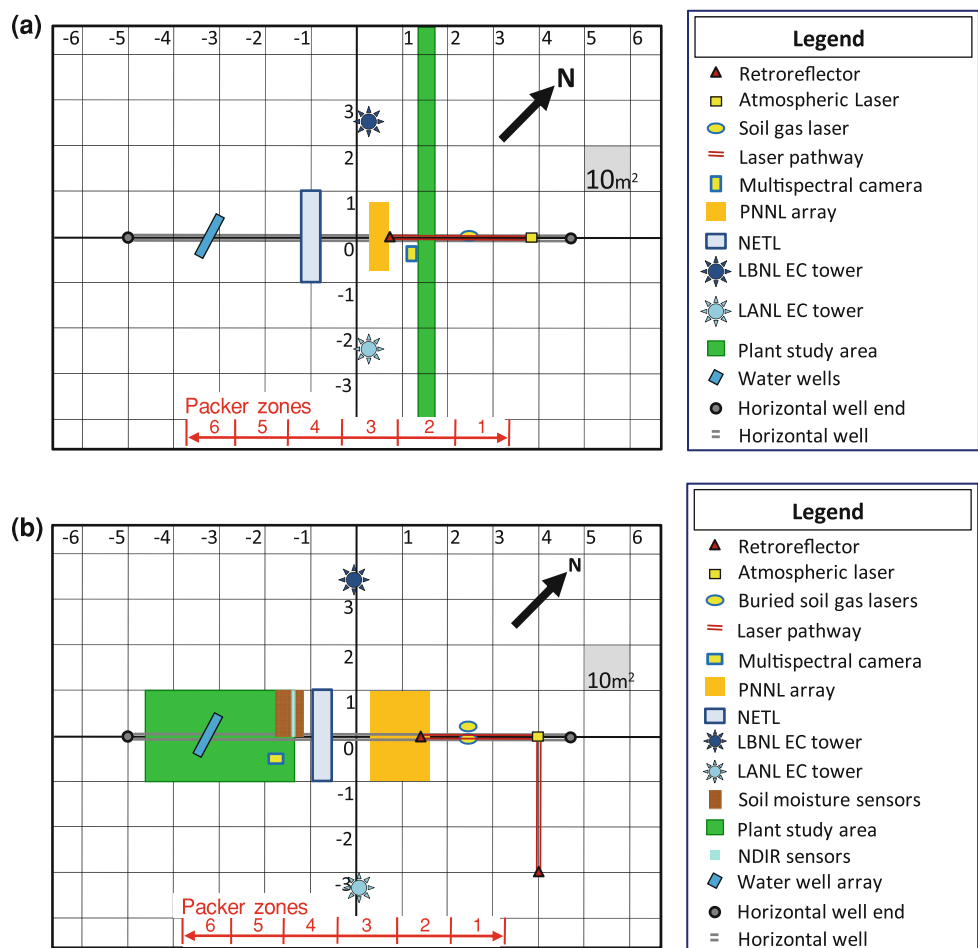 (a)
-6 -5 -4 -3 -2 -1 1 2 3 4 5 6
N
3
2
10m²
1
0
-1
-2
-3
Packer zones
6 5 4 3 2 1
Legend
Retroreflector
Atmospheric Laser
Soil gas laser
Laser pathway
Multispectral camera
PNNL array
NETL
LBNL EC tower
LANL EC tower
Plant study area
Water wells
Horizontal well end
Horizontal well
(b)
-6 -5 -4 -3 -2 -1 1 2 3 4 5 6
N
3
2
10m²
1
0
-1
-2
-3
Packer zones
6 5 4 3 2 1
Legend
Retroreflector
Atmospheric laser
Buried soil gas lasers
Laser pathway
Multispectral camera
PNNL array
NETL
LBNL EC tower
LANL EC tower
Soil moisture sensors
Plant study area
NDIR sensors
Water well array
Horizontal well end
Horizontal well